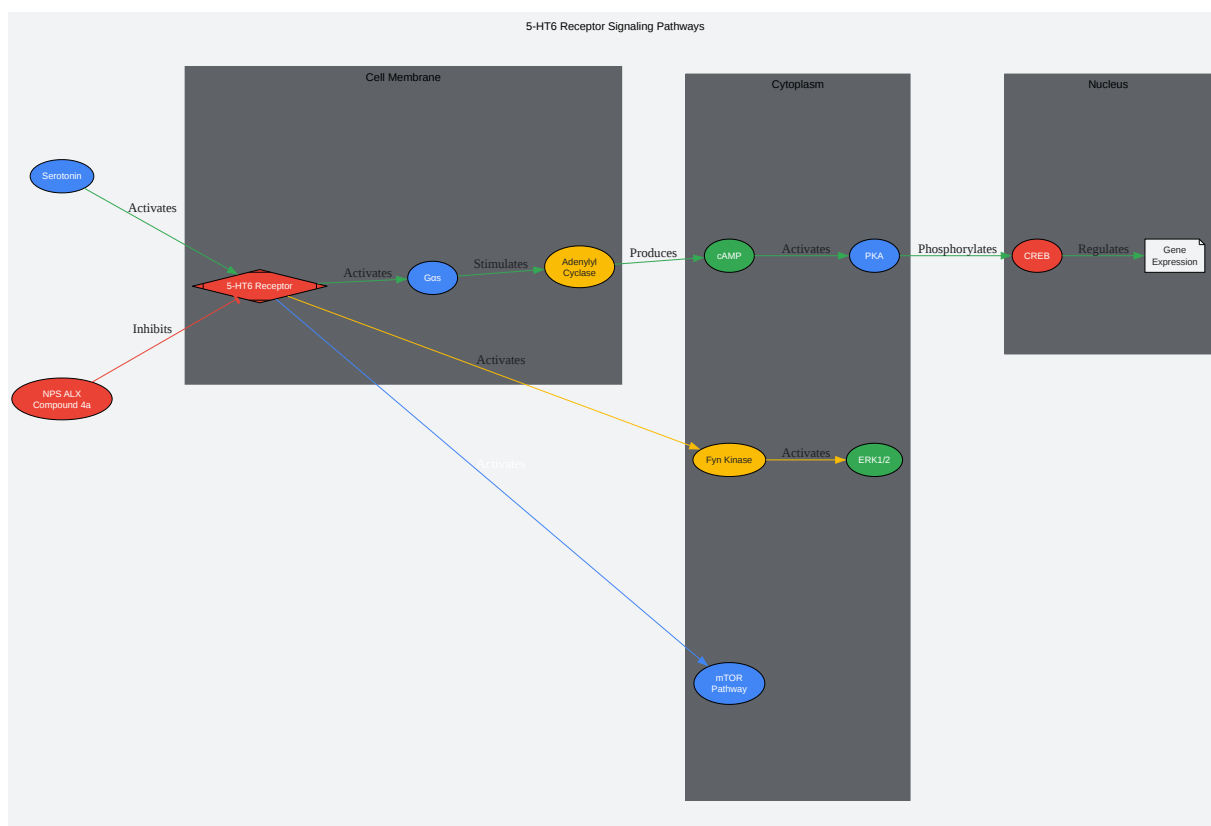 5-HT6 Receptor Signaling Pathways
Cell Membrane
Cytoplasm
Nucleus
Serotonin
Activates
Inhibits
NPS ALX
Compound 4a
5-HT6 Receptor
Activates
Gαs
Stimulates
Adenylyl
Cyclase
Produces
cAMP
Activates
PKA
Phosphorylates
CREB
Regulates
Gene
Expression
Activates
Fyn Kinase
Activates
ERK1/2
Activates
mTOR
Pathway